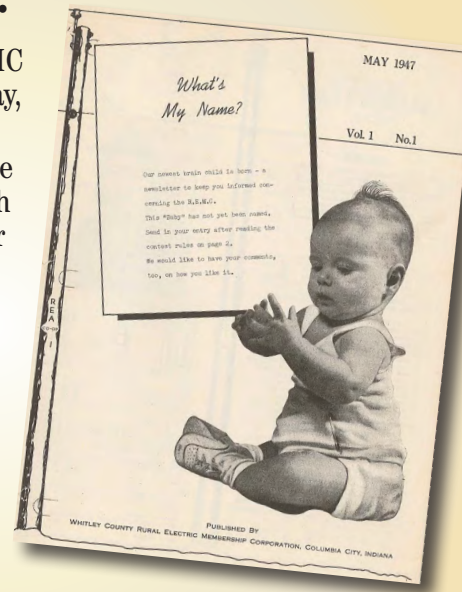 IC
ay,
e
h
r
What's
My Name?
MAY 1947
Vol. 1 No.1
Our newest brain child is born - a
newsletter to keep you informed con-
cerning the R.E.M.C.
This "Baby" has not yet been named.
Send in your entry after reading the
contest rules on page 2.
We would like to have your comments,
too, on how you like it.
REA
PUBLISHED BY
WHITLEY COUNTY RURAL ELECTRIC MEMBERSHIP CORPORATION, COLUMBIA CITY, INDIANA